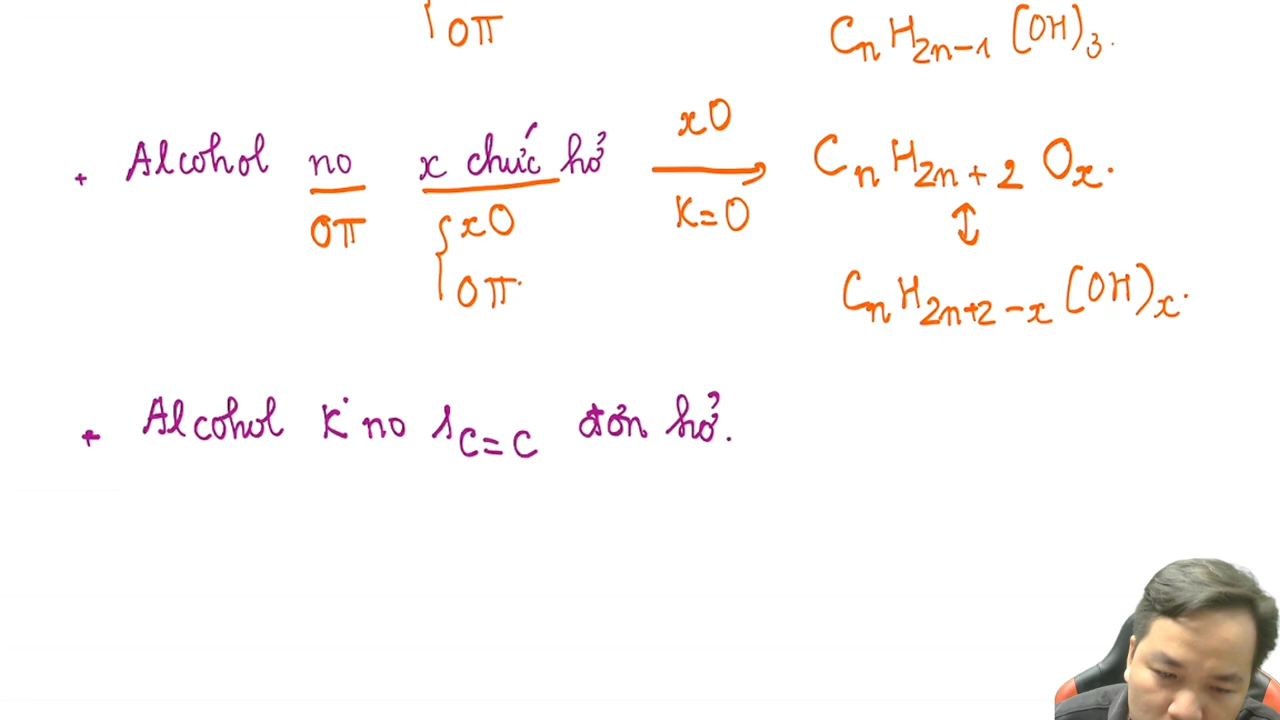 0π
CₙH₂ₙ₋₁(OH)₃.
+ Alcohol no x chức hở xO K=0 CₙH₂ₙ₊₂Oₓ.
0π { xO ↕
0π.
CₙH₂ₙ₊₂₋ₓ(OH)ₓ.
+ Alcohol K no 1C=C đơn hở.